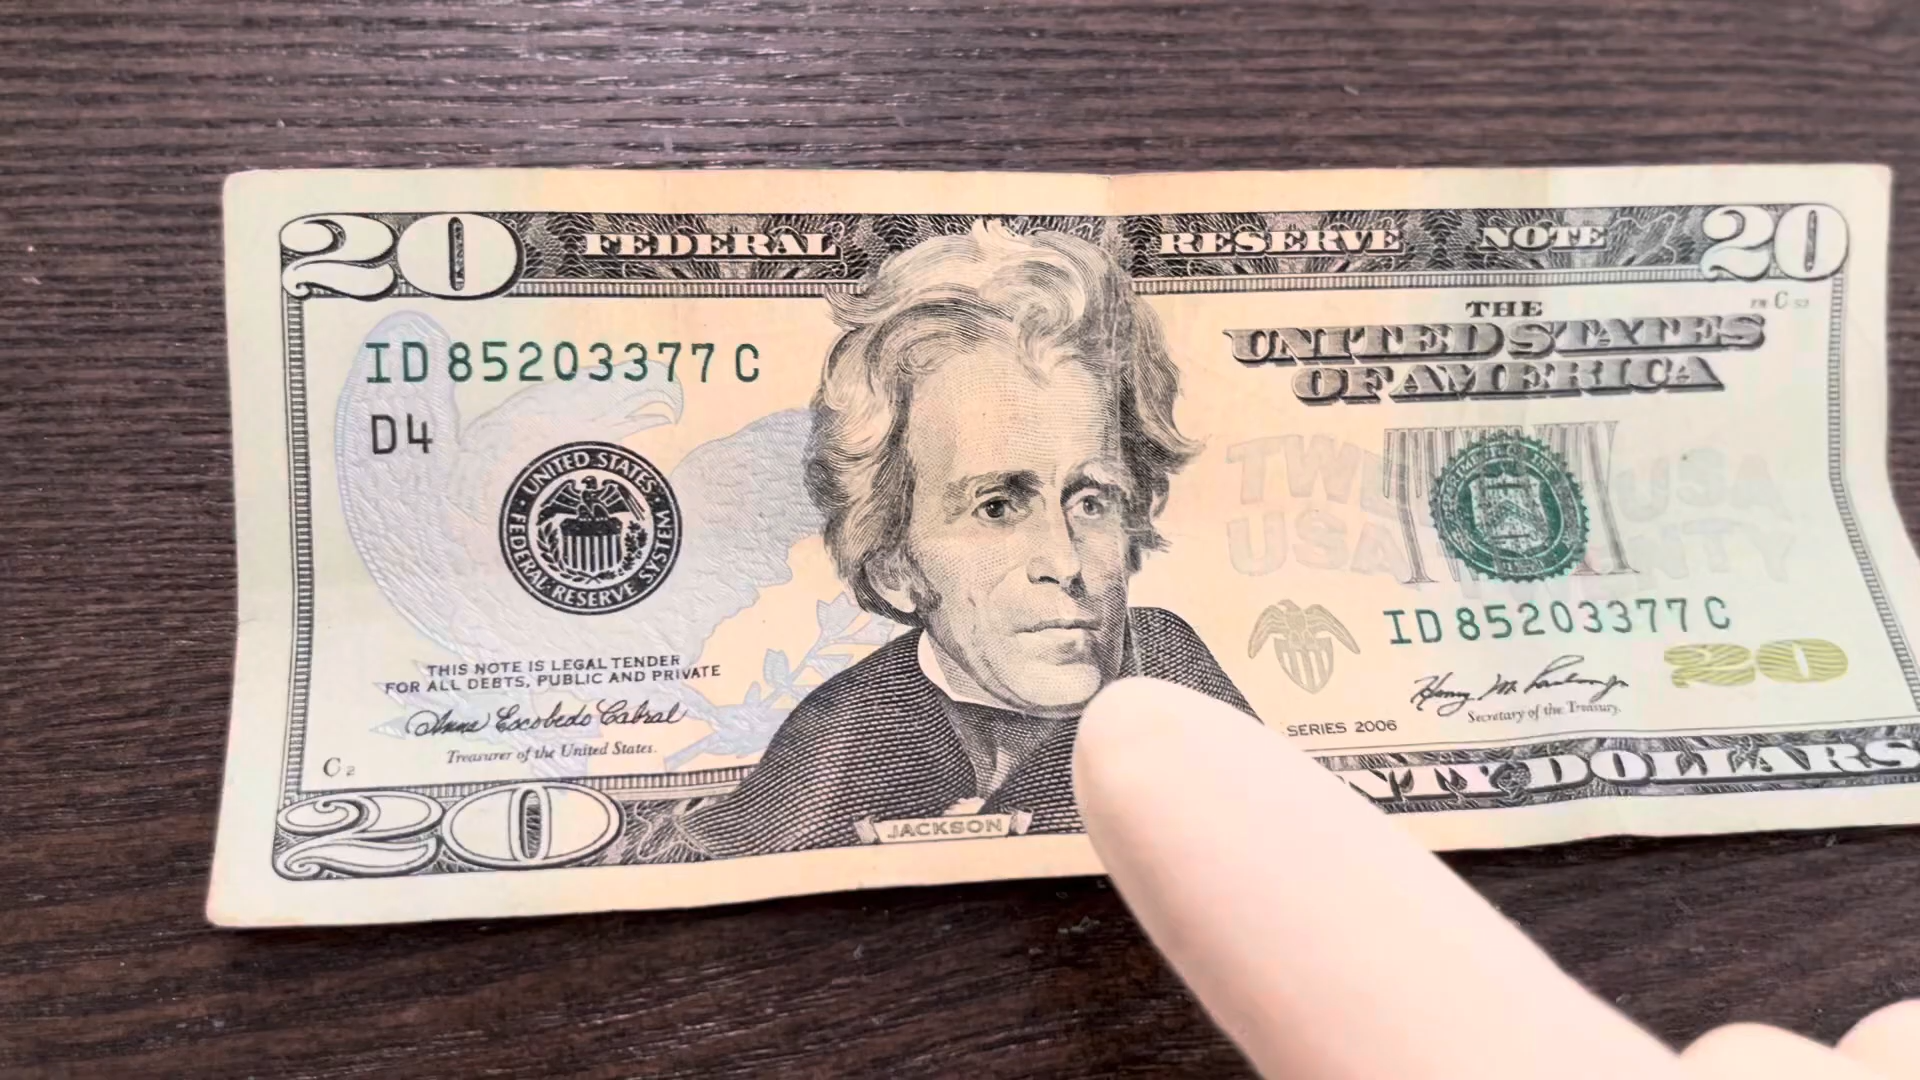 20 FEDERAL RESERVE NOTE 20
THE
UNITED STATES
OF AMERICA
ID 85203377 C
D4
UNITED STATES FEDERAL RESERVE SYSTEM
ID 85203377 C
20
THIS NOTE IS LEGAL TENDER
FOR ALL DEBTS, PUBLIC AND PRIVATE
Anna Escobedo Cabral
Treasurer of the United States.
Secretary of the Treasury.
SERIES 2006
C2
20
JACKSON
DOLLARS